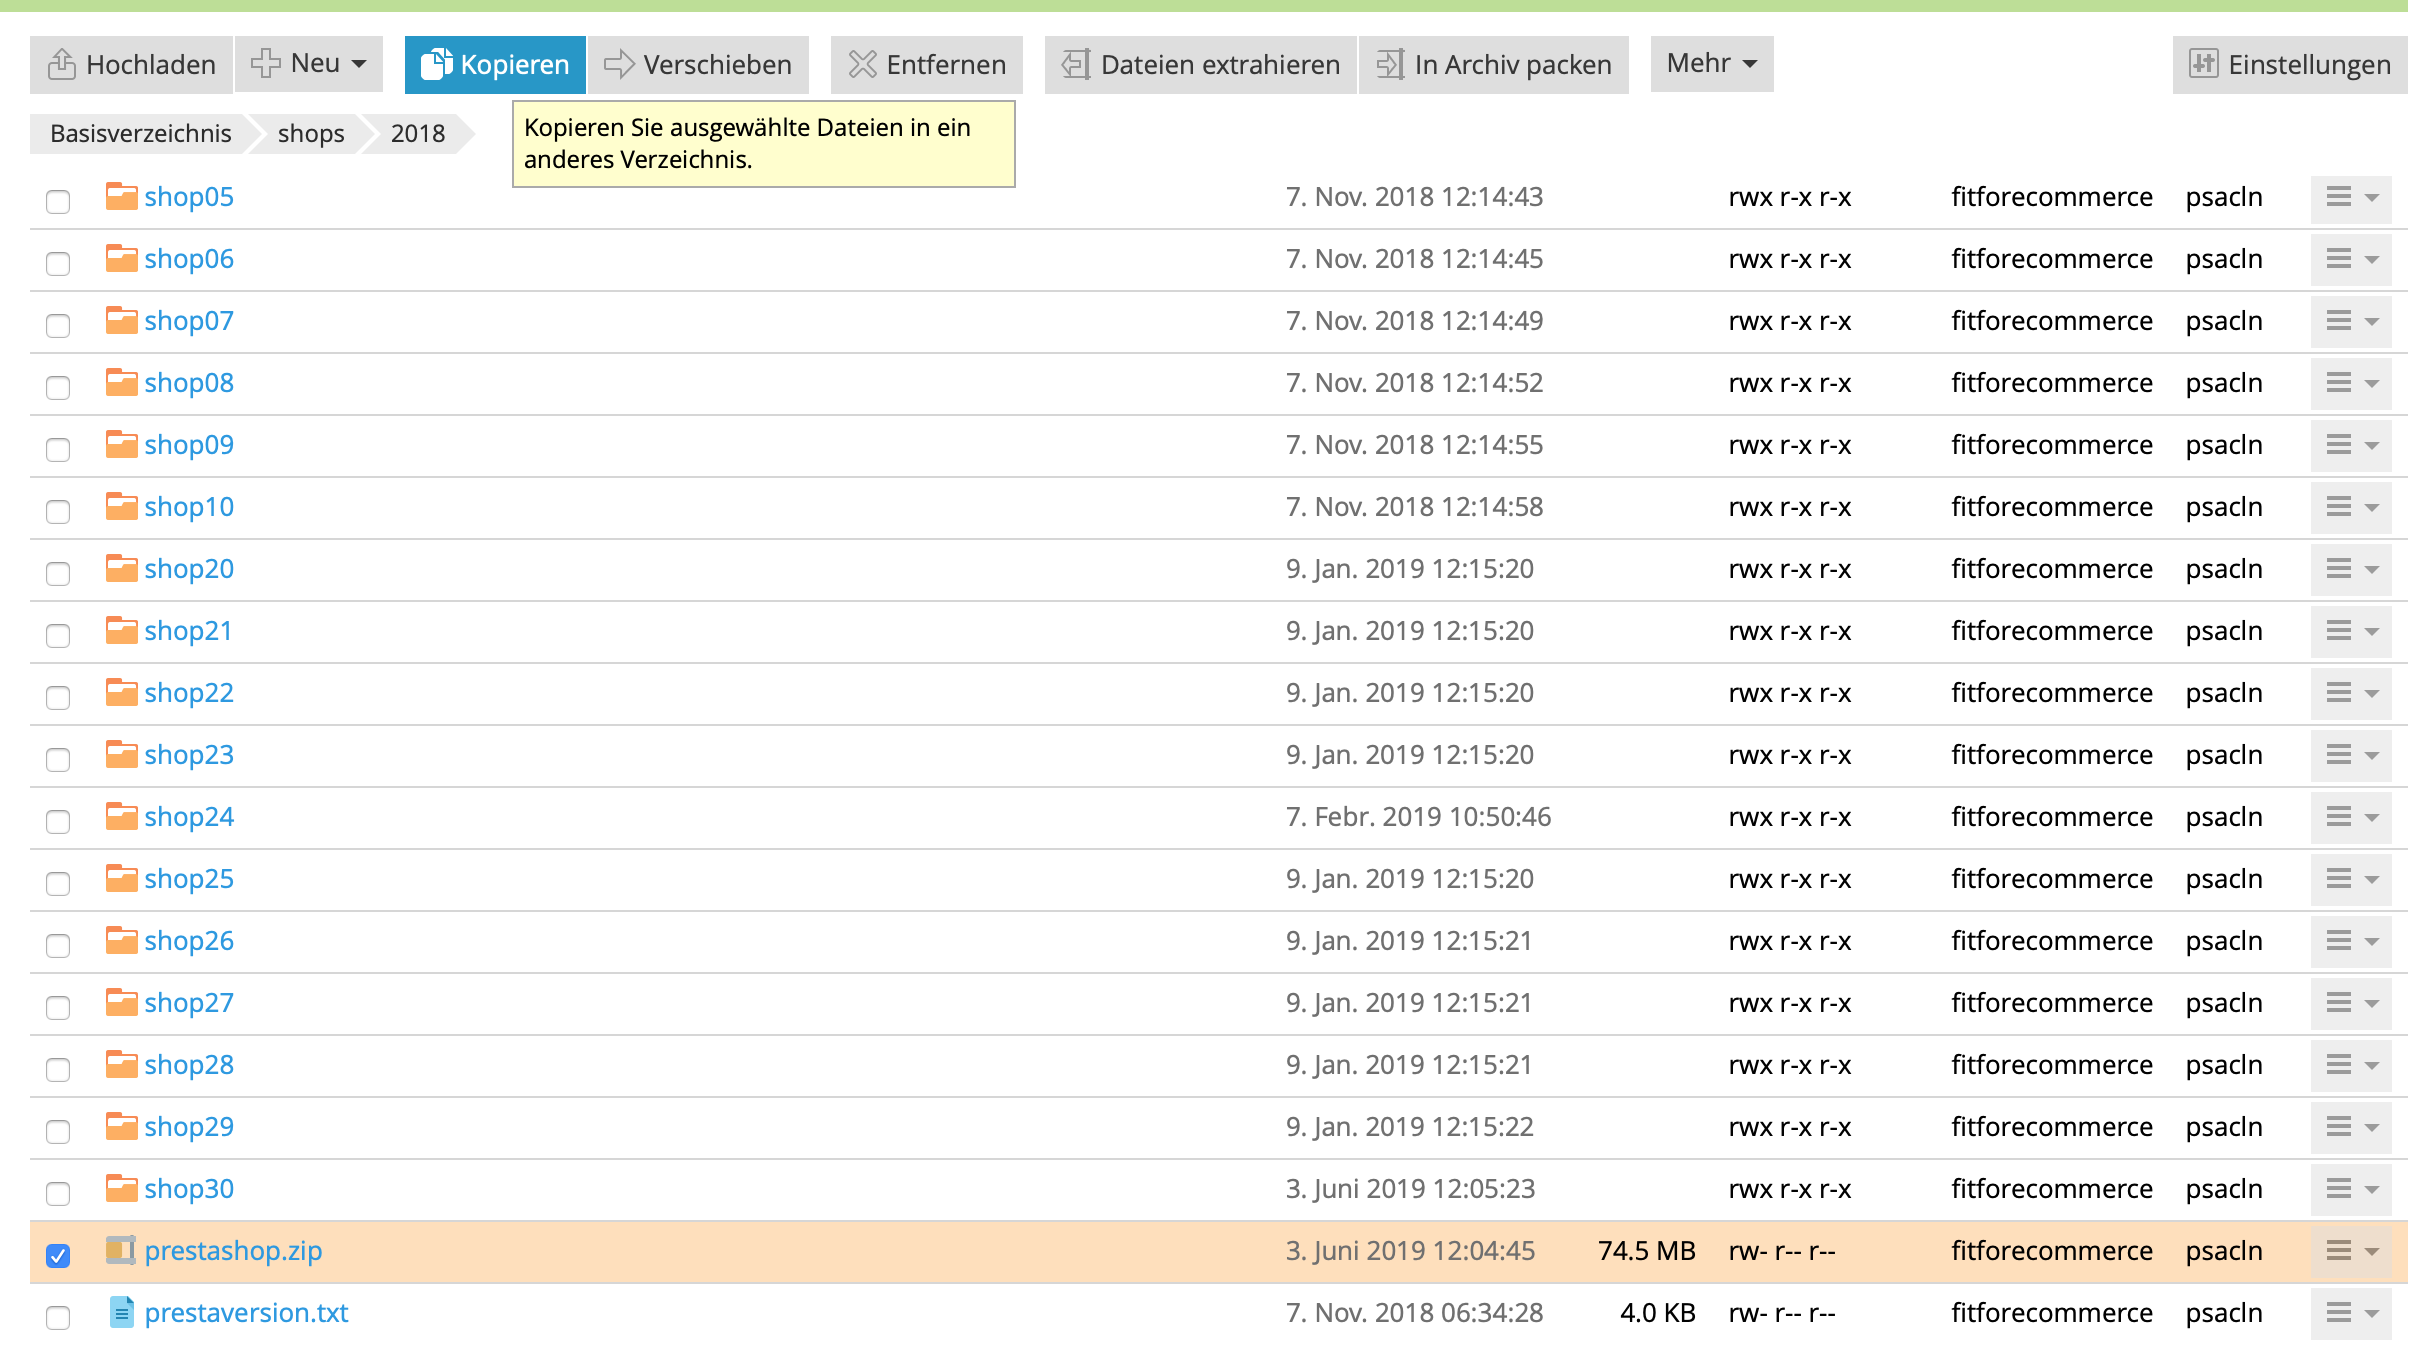 Hochladen Neu Kopieren Verschieben Entfernen Dateien extrahieren In Archiv packen Mehr Einstellungen
Basisverzeichnis shops 2018
Kopieren Sie ausgewählte Dateien in ein
anderes Verzeichnis.
shop05 7. Nov. 2018 12:14:43 rwx r-x r-x fitforecommerce psacln
shop06 7. Nov. 2018 12:14:45 rwx r-x r-x fitforecommerce psacln
shop07 7. Nov. 2018 12:14:49 rwx r-x r-x fitforecommerce psacln
shop08 7. Nov. 2018 12:14:52 rwx r-x r-x fitforecommerce psacln
shop09 7. Nov. 2018 12:14:55 rwx r-x r-x fitforecommerce psacln
shop10 7. Nov. 2018 12:14:58 rwx r-x r-x fitforecommerce psacln
shop20 9. Jan. 2019 12:15:20 rwx r-x r-x fitforecommerce psacln
shop21 9. Jan. 2019 12:15:20 rwx r-x r-x fitforecommerce psacln
shop22 9. Jan. 2019 12:15:20 rwx r-x r-x fitforecommerce psacln
shop23 9. Jan. 2019 12:15:20 rwx r-x r-x fitforecommerce psacln
shop24 7. Febr. 2019 10:50:46 rwx r-x r-x fitforecommerce psacln
shop25 9. Jan. 2019 12:15:20 rwx r-x r-x fitforecommerce psacln
shop26 9. Jan. 2019 12:15:21 rwx r-x r-x fitforecommerce psacln
shop27 9. Jan. 2019 12:15:21 rwx r-x r-x fitforecommerce psacln
shop28 9. Jan. 2019 12:15:21 rwx r-x r-x fitforecommerce psacln
shop29 9. Jan. 2019 12:15:22 rwx r-x r-x fitforecommerce psacln
shop30 3. Juni 2019 12:05:23 rwx r-x r-x fitforecommerce psacln
prestashop.zip 3. Juni 2019 12:04:45 74.5 MB rw- r-- r-- fitforecommerce psacln
prestaversion.txt 7. Nov. 2018 06:34:28 4.0 KB rw- r-- r-- fitforecommerce psacln